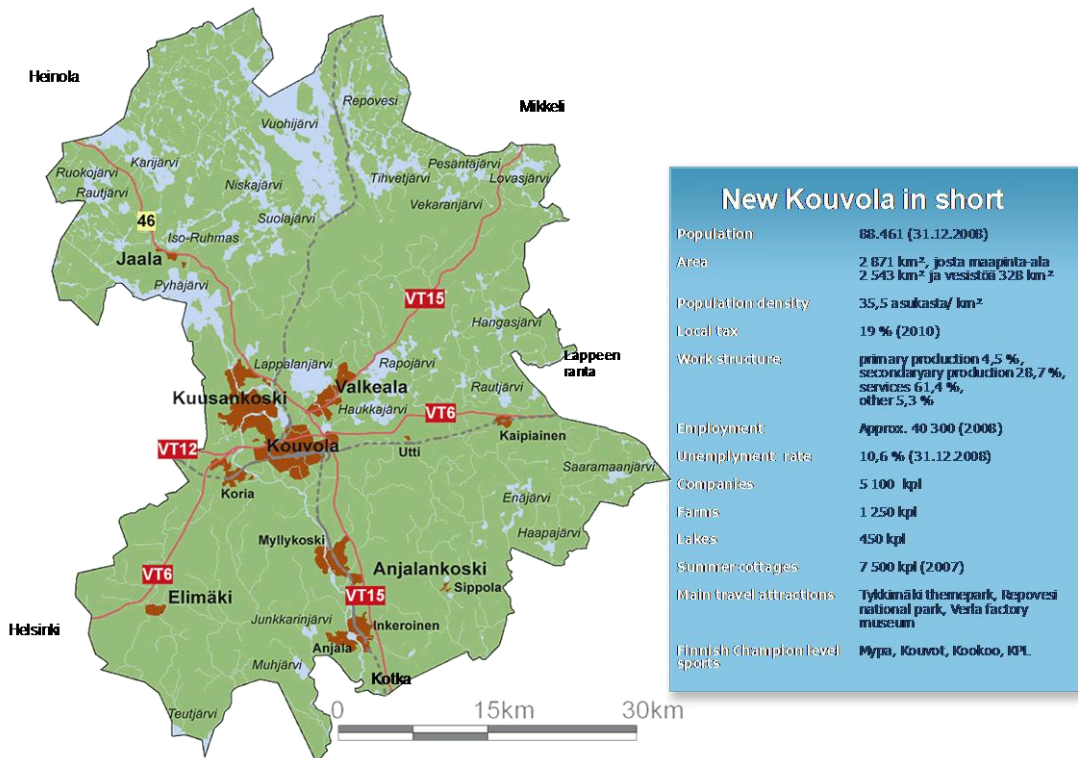 Heinola
Mikkeli
Repovesi
Vuohijärvi
Karijärvi
Ruokojärvi
Rautjärvi
Niskajärvi
Tihvetjärvi
Pesäntäjärvi
Lovasjärvi
Vekaranjärvi
Suolajärvi
46
Iso-Ruhmas
Jaala
Pyhäjärvi
VT15
Hangasjärvi
Lappeen
ranta
Lappalanjärvi
Rapojärvi
Valkeala
Rautjärvi
Kuusankoski
Haukkajärvi
VT6
Kaipiainen
Kouvola
Utti
VT12
Koria
Saaramaanjärvi
Enäjärvi
Haapajärvi
Myllykoski
Anjalankoski
Sippola
VT6
VT15
Elimäki
Helsinki
Junkkarinjärvi
Inkeroinen
Anjala
Muhjärvi
Kotka
Teutjärvi
0 15km 30km
New Kouvola in short
Population 88.461 (31.12.2008)
Area 2 871 km², josta maapinta-ala
2 543 km² ja vesistöä 328 km²
Population density 35,5 asukasta/ km²
Local tax 19 % (2010)
Work structure primary production 4,5 %,
secondaryary production 28,7 %,
services 61,4 %,
other 5,3 %
Employment Approx. 40 300 (2008)
Unemplyment rate 10,6 % (31.12.2008)
Companies 5 100 kpl
Farms 1 250 kpl
Lakes 450 kpl
Summer cottages 7 500 kpl (2007)
Main travel attractions Tykkimäki themepark, Repovesi
national park, Verla factory
museum
Finnish Champion level
sports Mypa, Kouvot, Kookoo, KPL